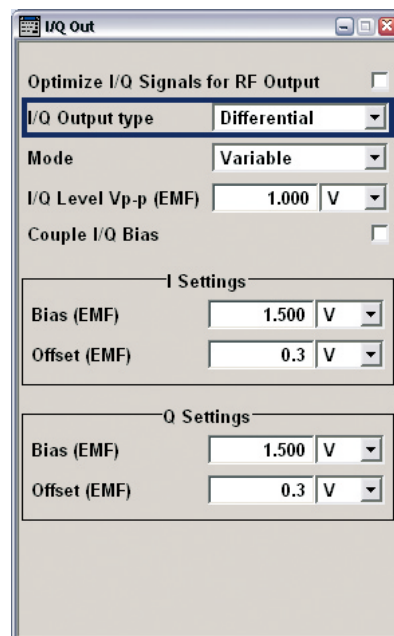 I/Q Out
Optimize I/Q Signals for RF Output
I/Q Output type Differential
Mode Variable
I/Q Level Vp-p (EMF) 1.000 V
Couple I/Q Bias
I Settings
Bias (EMF) 1.500 V
Offset (EMF) 0.3 V
Q Settings
Bias (EMF) 1.500 V
Offset (EMF) 0.3 V